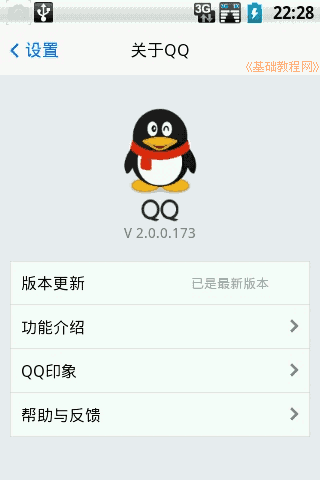 3G 22:28
设置 关于QQ
《基础教程网》
QQ
V 2.0.0.173
版本更新 已是最新版本
功能介绍
QQ印象
帮助与反馈